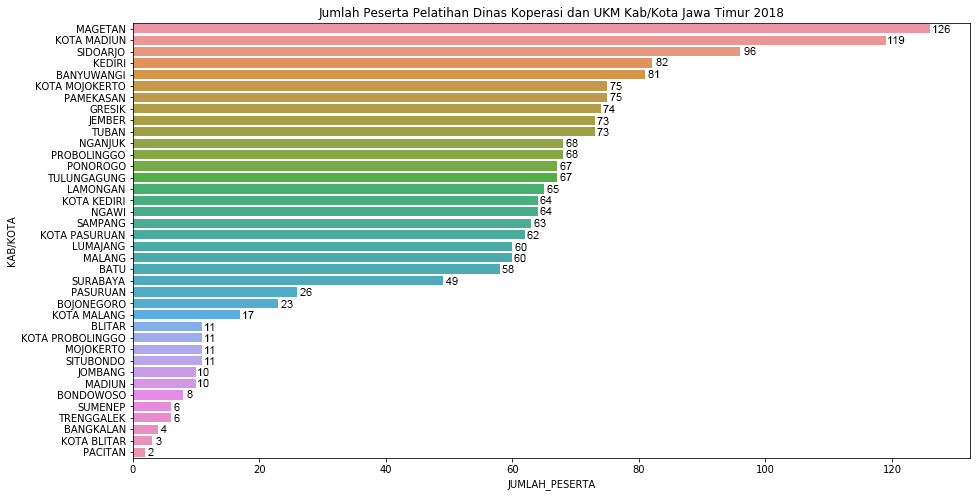 Jumlah Peserta Pelatihan Dinas Koperasi dan UKM Kab/Kota Jawa Timur 2018
KAB/KOTA
MAGETAN 126
KOTA MADIUN 119
SIDOARJO 96
KEDIRI 82
BANYUWANGI 81
KOTA MOJOKERTO 75
PAMEKASAN 75
GRESIK 74
JEMBER 73
TUBAN 73
NGANJUK 68
PROBOLINGGO 68
PONOROGO 67
TULUNGAGUNG 67
LAMONGAN 65
KOTA KEDIRI 64
NGAWI 64
SAMPANG 63
KOTA PASURUAN 62
LUMAJANG 60
MALANG 60
BATU 58
SURABAYA 49
PASURUAN 26
BOJONEGORO 23
KOTA MALANG 17
BLITAR 11
KOTA PROBOLINGGO 11
MOJOKERTO 11
SITUBONDO 11
JOMBANG 10
MADIUN 10
BONDOWOSO 8
SUMENEP 6
TRENGGALEK 6
BANGKALAN 4
KOTA BLITAR 3
PACITAN 2
0 20 40 60 80 100 120
JUMLAH_PESERTA